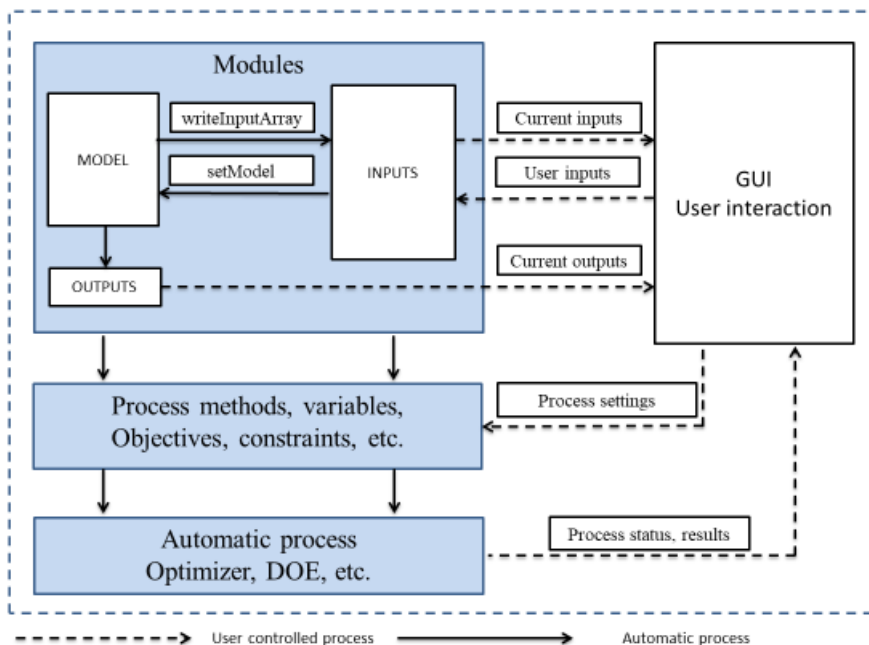 Modules
writeInputArray
MODEL
setModel
INPUTS
OUTPUTS
Current inputs
User inputs
Current outputs
GUI
User interaction
Process methods, variables,
Objectives, constraints, etc.
Process settings
Automatic process
Optimizer, DOE, etc.
Process status, results
User controlled process
Automatic process